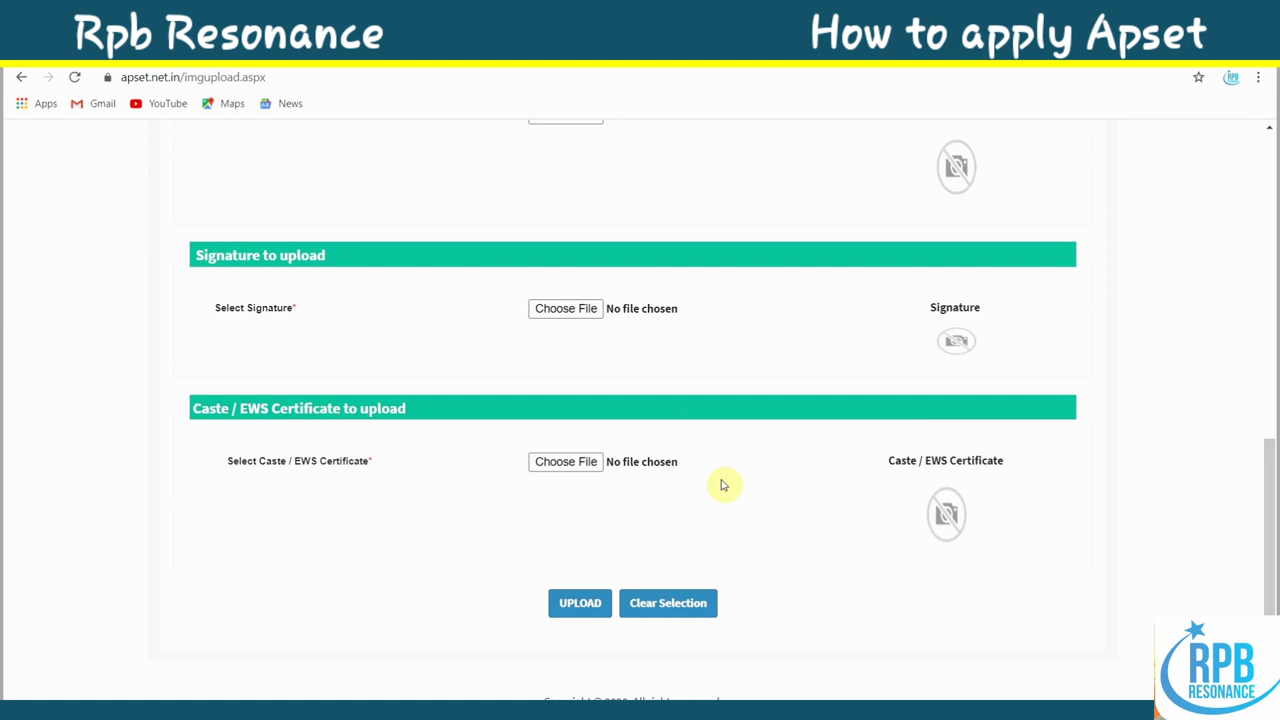 Rpb Resonance
How to apply Apset
apset.net.in/imgupload.aspx
RPB
Apps Gmail YouTube Maps News
Signature to upload
Select Signature*
Choose File No file chosen
Signature
Caste / EWS Certificate to upload
Select Caste / EWS Certificate*
Choose File No file chosen
Caste / EWS Certificate
UPLOAD Clear Selection
RPB
RESONANCE